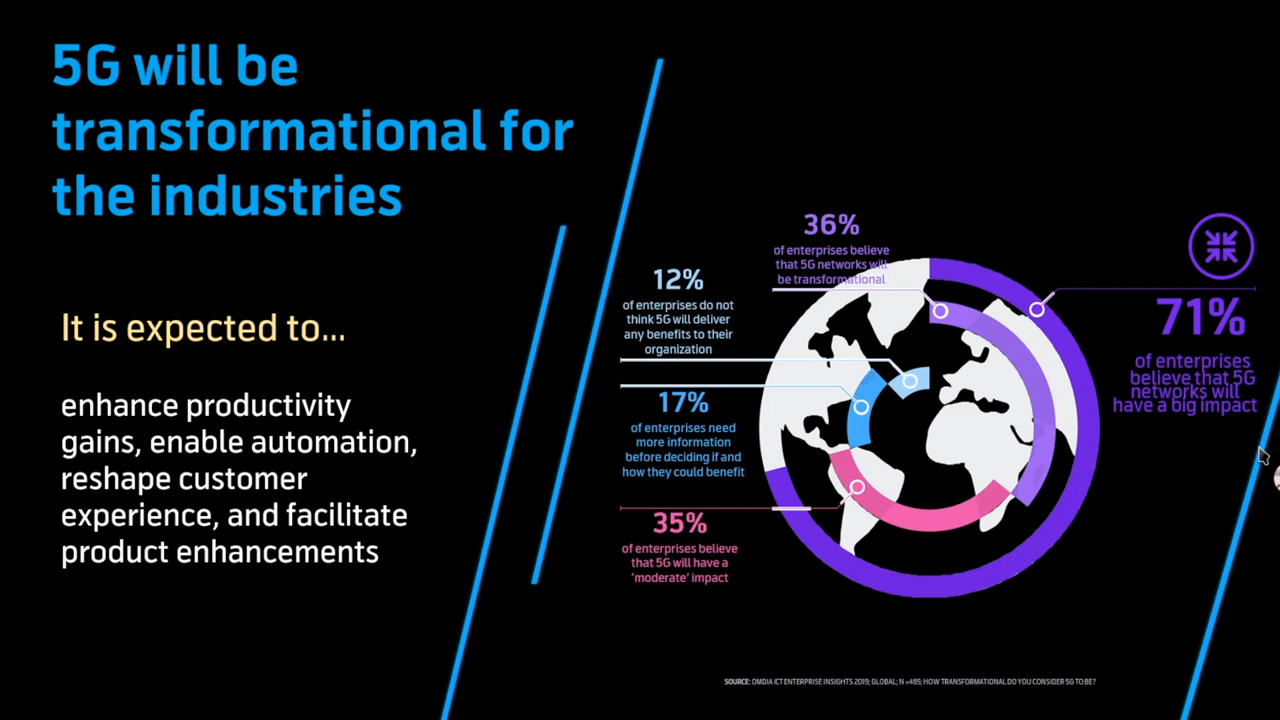 5G will be
transformational for
the industries
It is expected to...
enhance productivity
gains, enable automation,
reshape customer
experience, and facilitate
product enhancements
36%
of enterprises believe
that 5G networks will
be transformational
12%
of enterprises do not
think 5G will deliver
any benefits to their
organization
17%
of enterprises need
more information
before deciding if and
how they could benefit
35%
of enterprises believe
that 5G will have a
‘moderate’ impact
71%
of enterprises
believe that 5G
networks will
have a big impact
SOURCE: OMDIA ICT ENTERPRISE INSIGHTS 2019; GLOBAL; N =465; HOW TRANSFORMATIONAL DO YOU CONSIDER 5G TO BE?